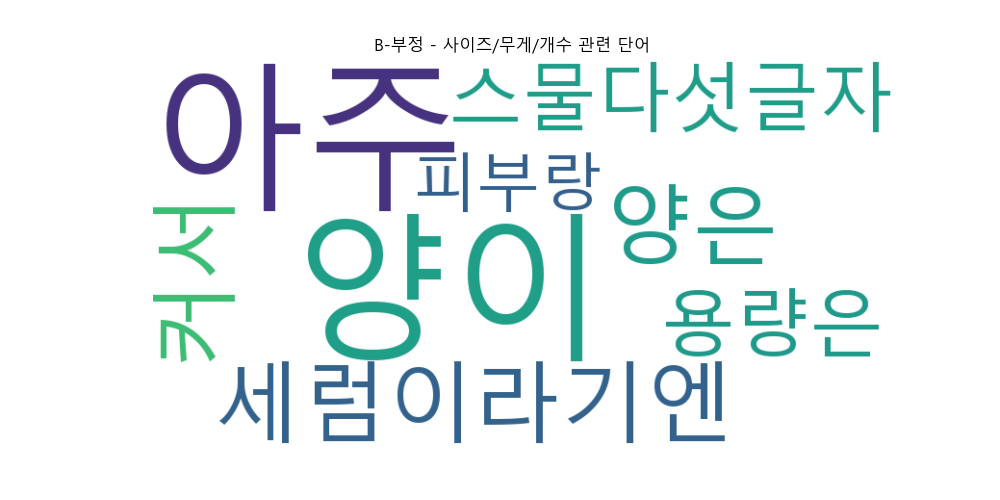 B-부정 - 사이즈/무게/개수 관련 단어
아주
스물다섯글자
피부랑
커서
양이
양은
용량은
세럼이라기엔